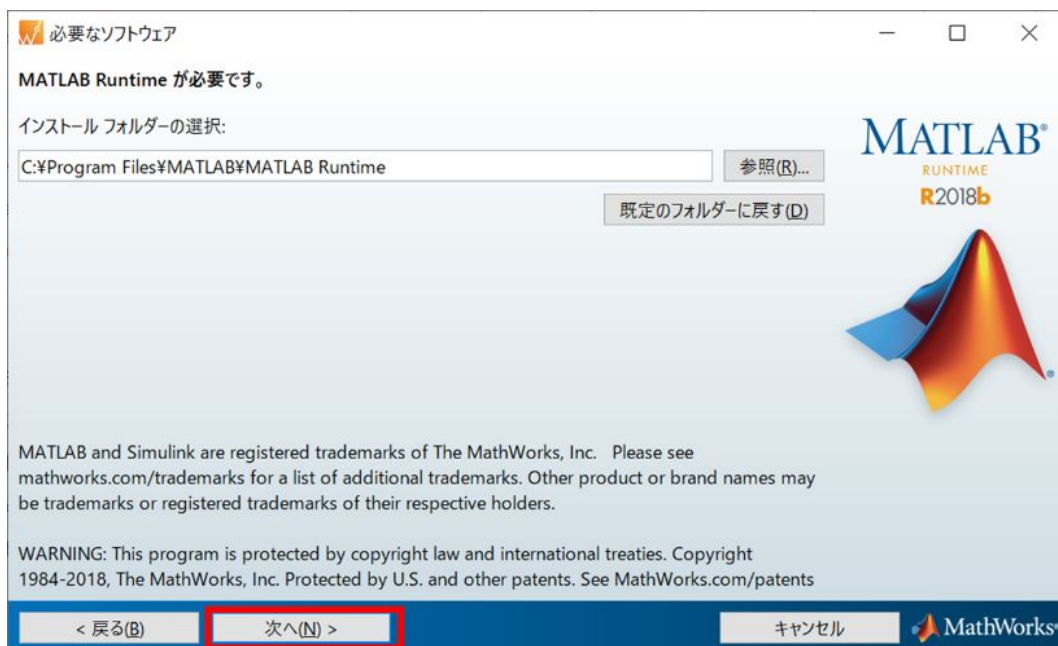 必要なソフトウェア
MATLAB Runtime が必要です。
インストール フォルダーの選択:
C:¥Program Files¥MATLAB¥MATLAB Runtime
参照(R)...
既定のフォルダーに戻す(D)
MATLAB®
RUNTIME
R2018b
®
MATLAB and Simulink are registered trademarks of The MathWorks, Inc. Please see
mathworks.com/trademarks for a list of additional trademarks. Other product or brand names may
be trademarks or registered trademarks of their respective holders.
WARNING: This program is protected by copyright law and international treaties. Copyright
1984-2018, The MathWorks, Inc. Protected by U.S. and other patents. See MathWorks.com/patents
< 戻る(B)
次へ(N) >
キャンセル
MathWorks®